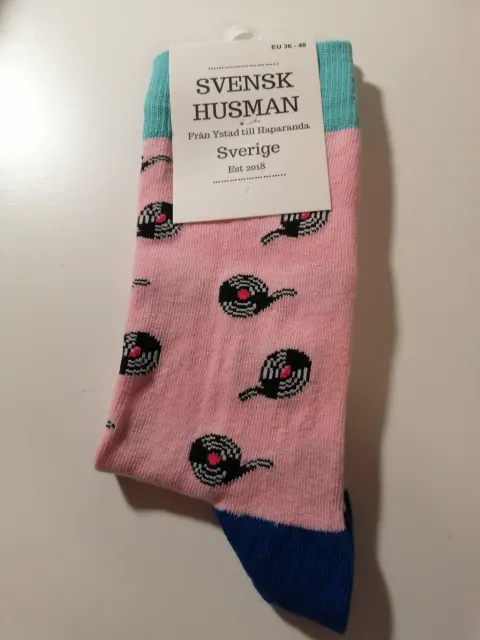 EU 36 - 40
SVENSK
HUSMAN
Från Ystad till Haparanda
Sverige
Est 2018